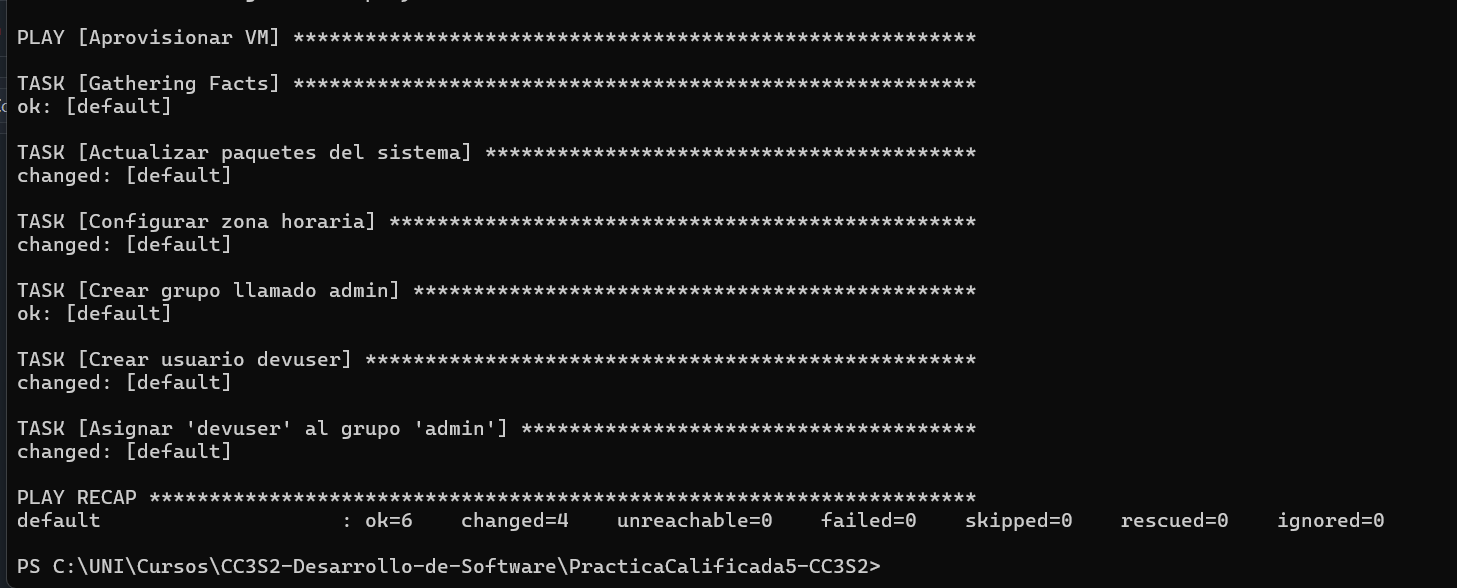 PLAY [Aprovisionar VM] *********************************************************
TASK [Gathering Facts] *********************************************************
ok: [default]
TASK [Actualizar paquetes del sistema] *****************************************
changed: [default]
TASK [Configurar zona horaria] *************************************************
changed: [default]
TASK [Crear grupo llamado admin] ***********************************************
ok: [default]
TASK [Crear usuario devuser] ***************************************************
changed: [default]
TASK [Asignar 'devuser' al grupo 'admin'] **************************************
changed: [default]
PLAY RECAP *********************************************************************
default                    : ok=6    changed=4    unreachable=0    failed=0    skipped=0    rescued=0    ignored=0
PS C:\UNI\Cursos\CC3S2-Desarrollo-de-Software\PracticaCalificada5-CC3S2>